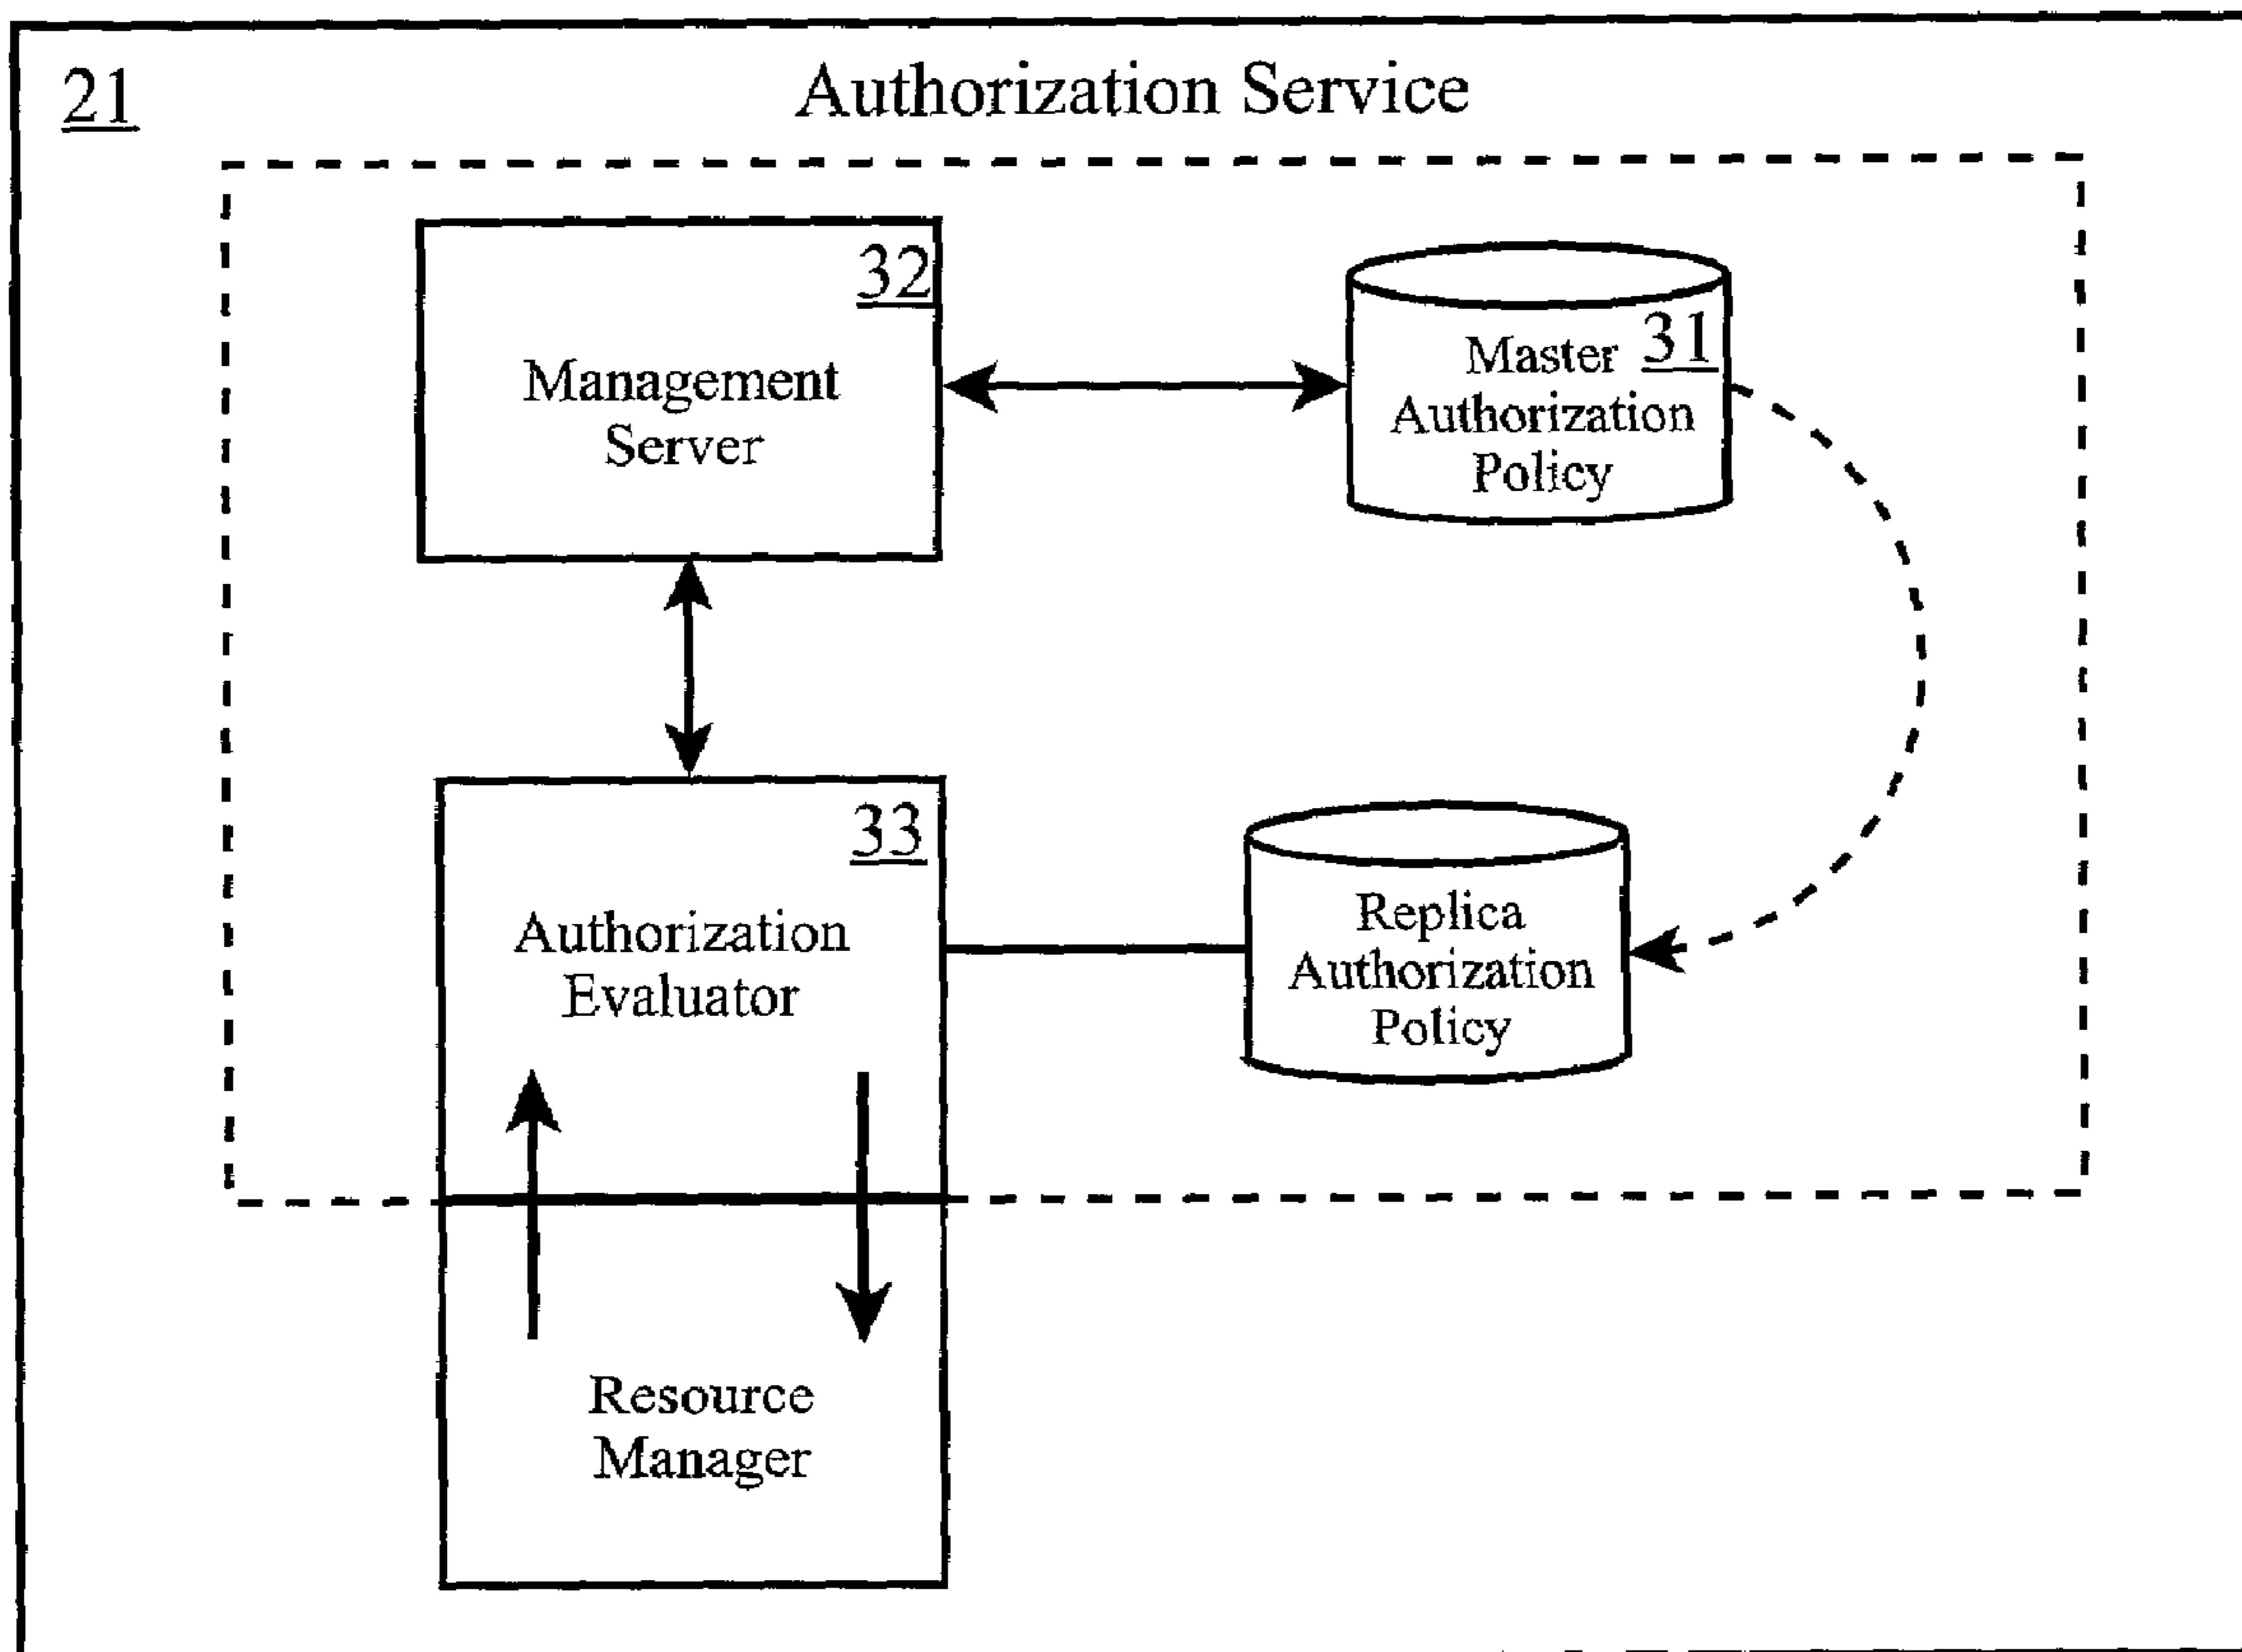 21
Authorization Service
32
Management
Server
Master 31
Authorization
Policy
33
Authorization
Evaluator
Replica
Authorization
Policy
Resource
Manager